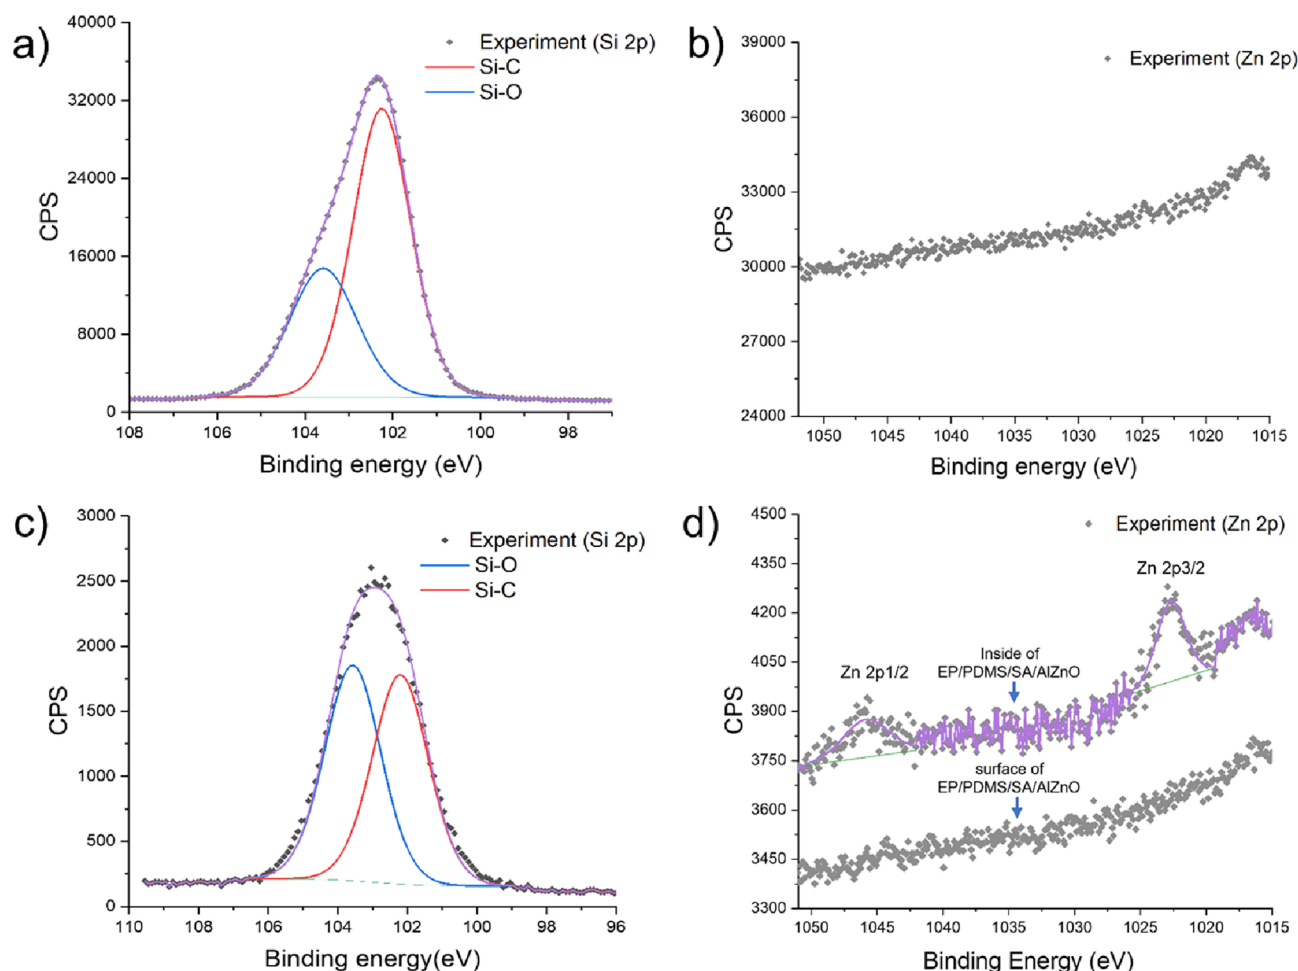 a)
40000
32000
24000
16000
8000
0
CPS
Experiment (Si 2p)
Si-C
Si-O
108
106
104
102
100
98
Binding energy (eV)
b)
39000
36000
33000
30000
27000
24000
CPS
Experiment (Zn 2p)
1050
1045
1040
1035
1030
1025
1020
1015
Binding energy (eV)
c)
3000
2500
2000
1500
1000
500
0
CPS
Experiment (Si 2p)
Si-O
Si-C
110
108
106
104
102
100
98
96
Binding energy(eV)
d)
4500
4350
4200
4050
3900
3750
3600
3450
3300
CPS
Experiment (Zn 2p)
Zn 2p3/2
Inside of
EP/PDMS/SA/AlZnO
Zn 2p1/2
surface of
EP/PDMS/SA/AlZnO
1050
1045
1040
1035
1030
1025
1020
1015
Binding Energy (eV)